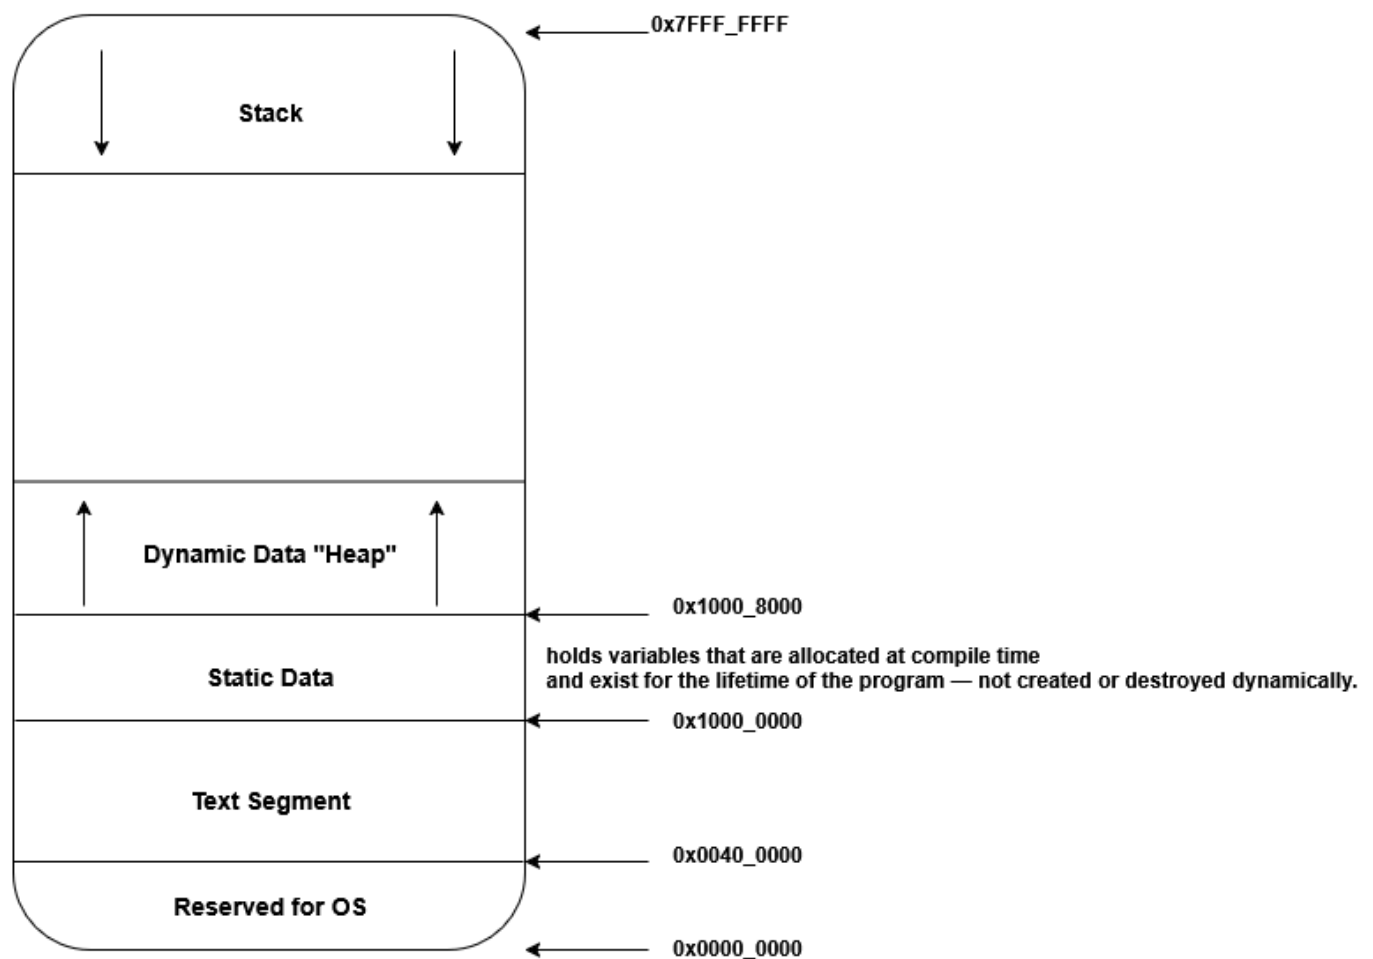 0x7FFF_FFFF
Stack
Dynamic Data "Heap"
0x1000_8000
holds variables that are allocated at compile time
and exist for the lifetime of the program — not created or destroyed dynamically.
Static Data
0x1000_0000
Text Segment
0x0040_0000
Reserved for OS
0x0000_0000